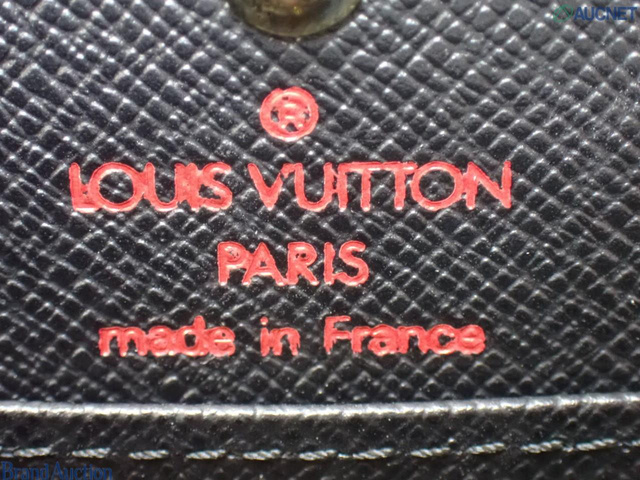 AUCNET
®
LOUIS VUITTON
PARIS
made in France
Brand Auction